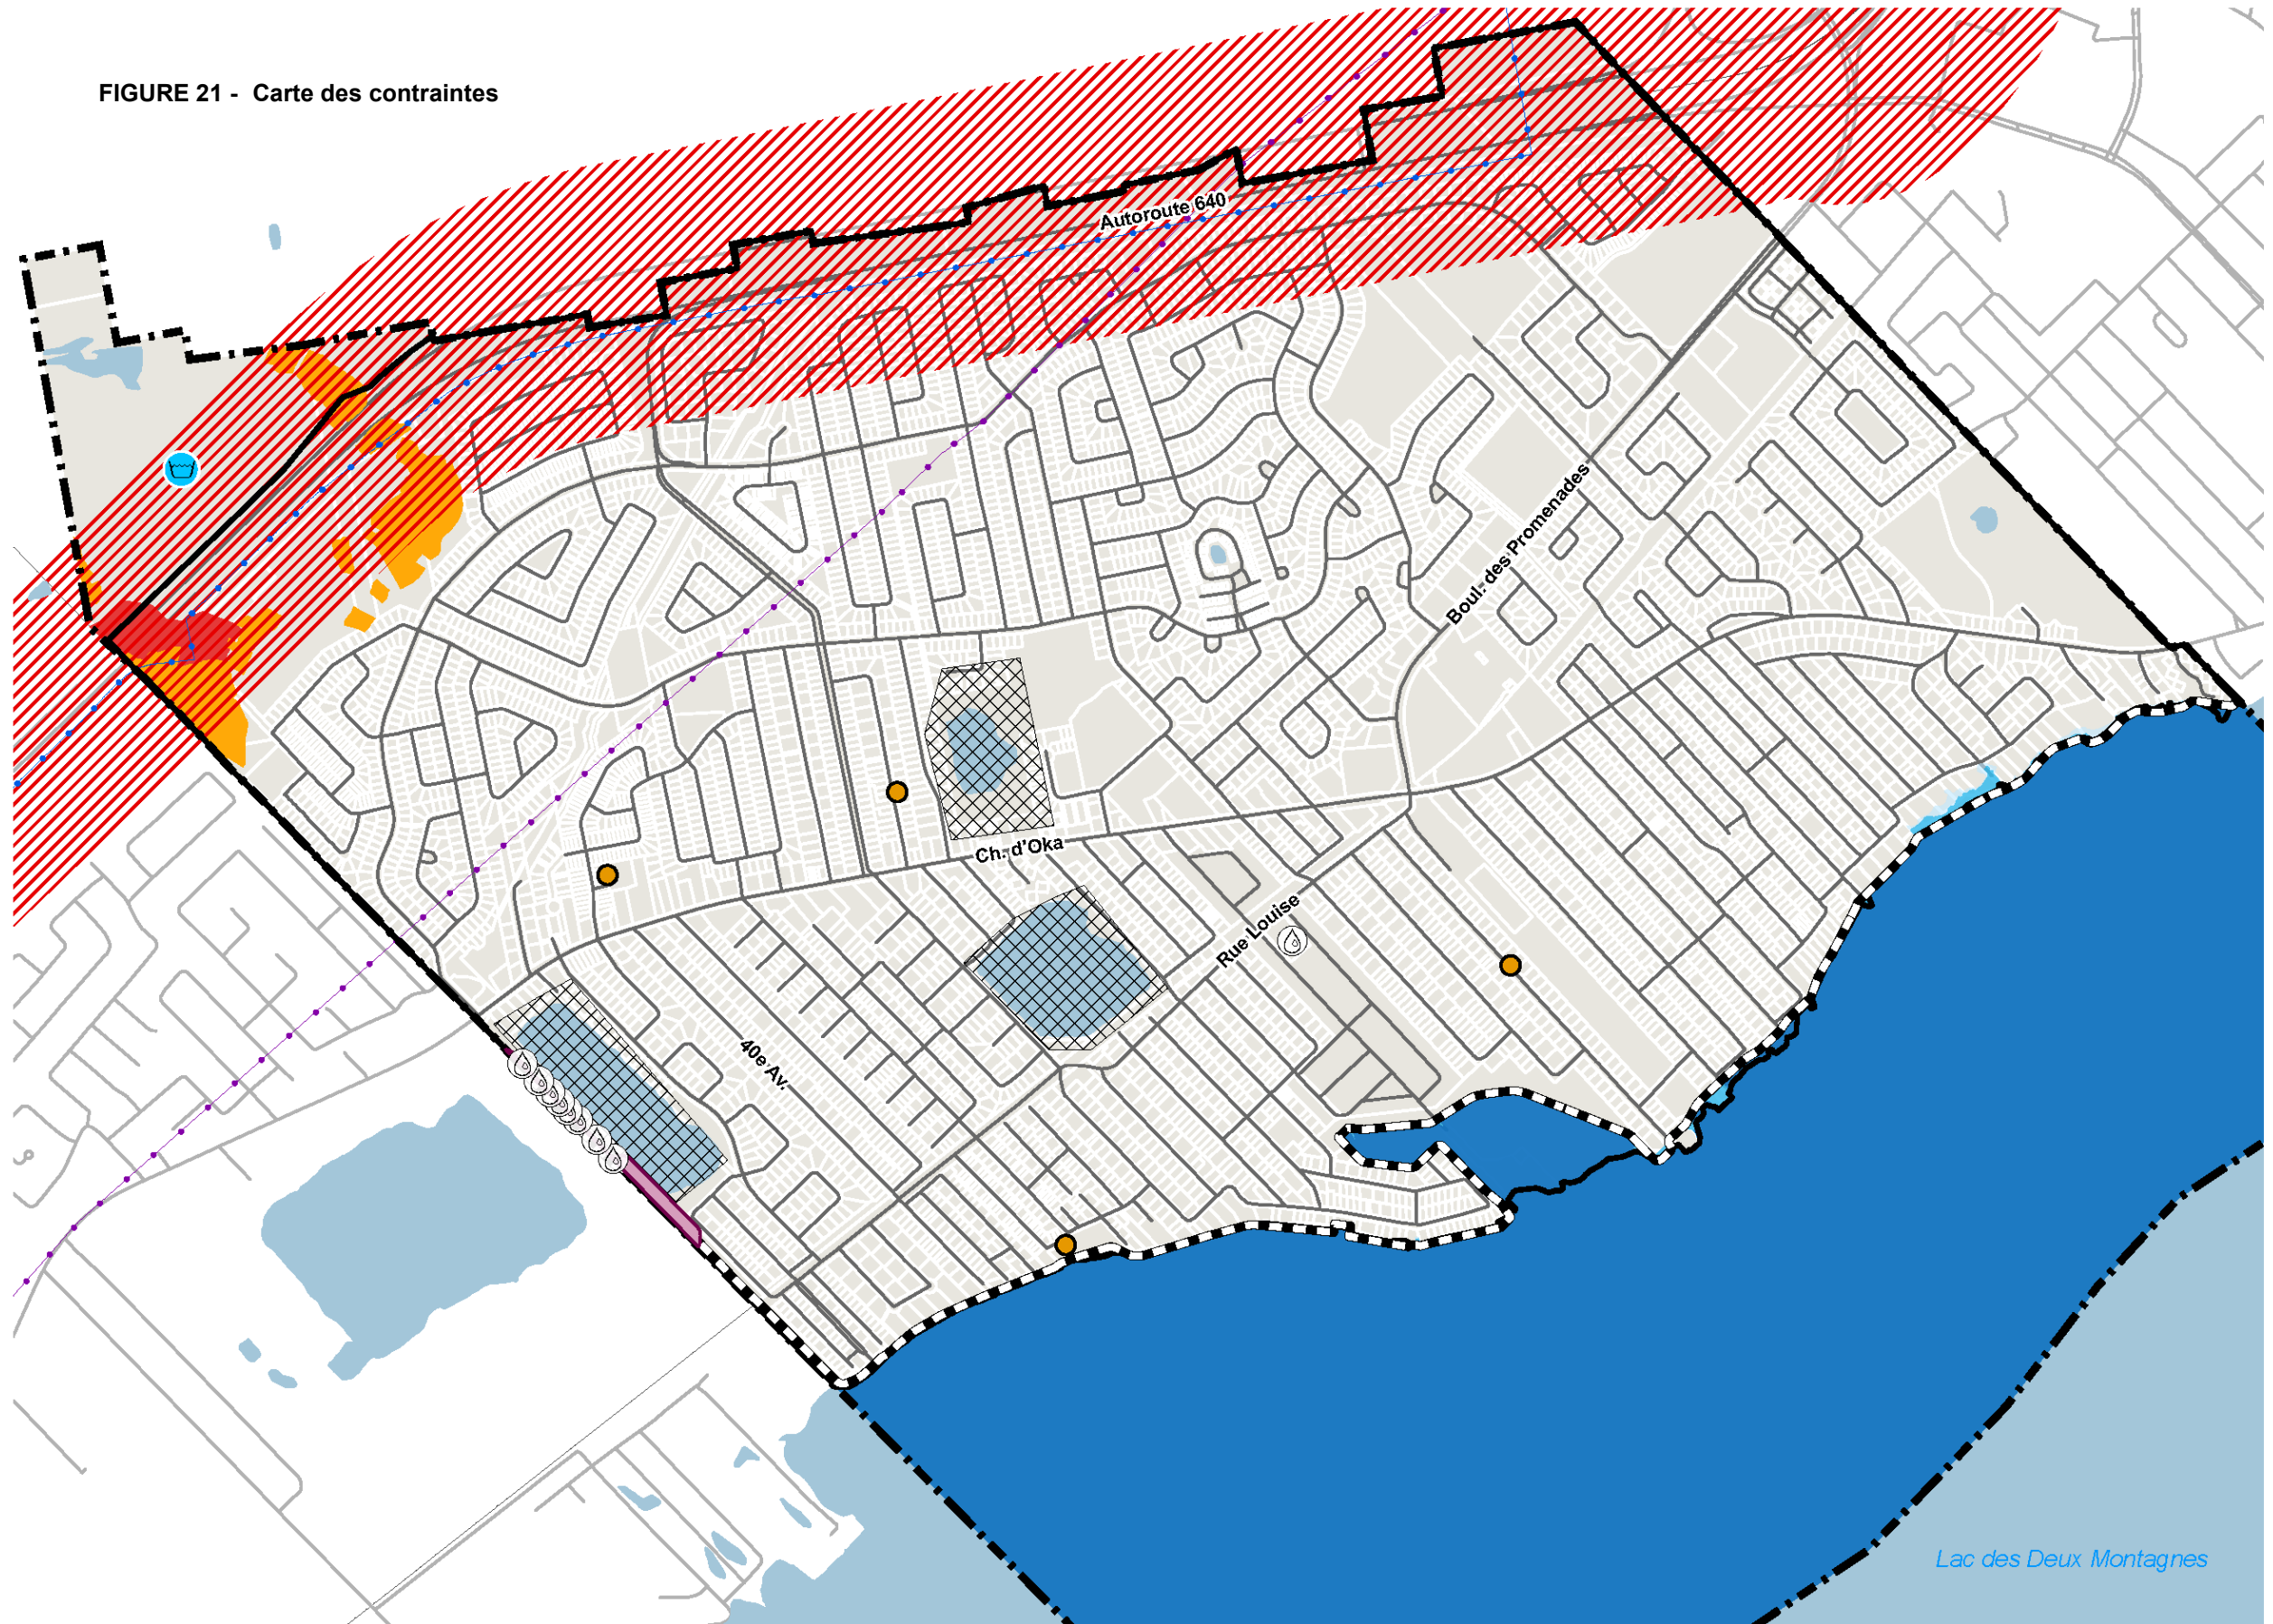 FIGURE 21 -  Carte des contraintes
Autoroute 640
Boul. des Promenades
Ch. d'Oka
Rue Louise
40e Av.
Lac des Deux Montagnes